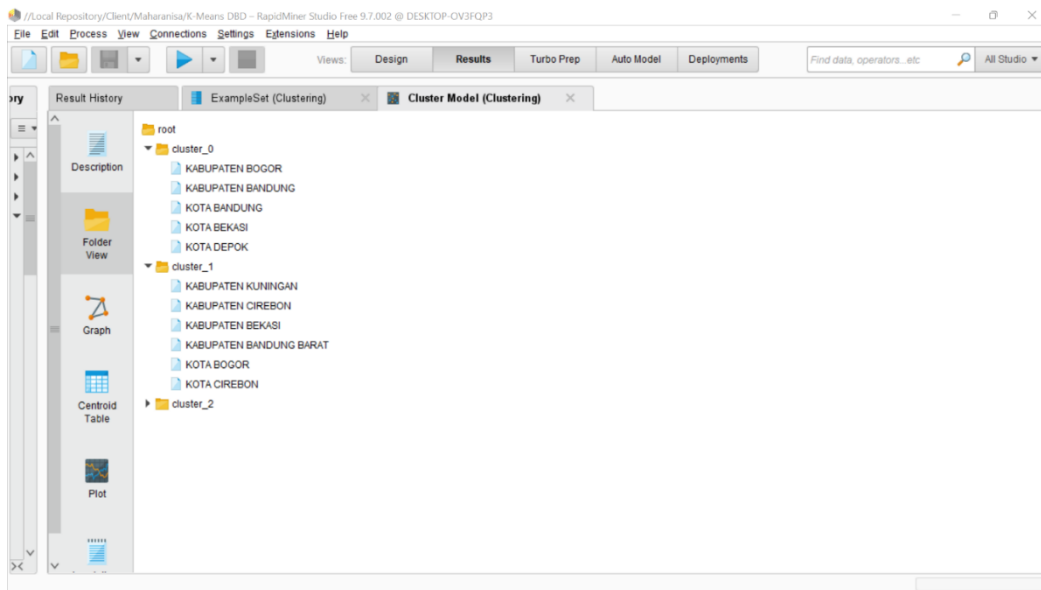 //Local Repository/Client/Maharanisa/K-Means DBD – RapidMiner Studio Free 9.7.002 @ DESKTOP-OV3FQP3
File Edit Process View Connections Settings Extensions Help
Views: Design Results Turbo Prep Auto Model Deployments Find data, operators...etc All Studio
ory Result History ExampleSet (Clustering) Cluster Model (Clustering)
Description
Folder View
Graph
Centroid Table
Plot
root
cluster_0
KABUPATEN BOGOR
KABUPATEN BANDUNG
KOTA BANDUNG
KOTA BEKASI
KOTA DEPOK
cluster_1
KABUPATEN KUNINGAN
KABUPATEN CIREBON
KABUPATEN BEKASI
KABUPATEN BANDUNG BARAT
KOTA BOGOR
KOTA CIREBON
cluster_2